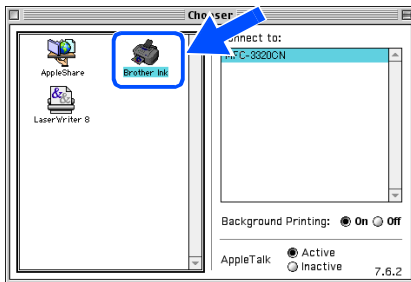 Chooser
Connect to:
AppleShare
Brother Ink
MFC-3320CN
LaserWriter 8
Background Printing: On Off
AppleTalk Active
Inactive
7.6.2